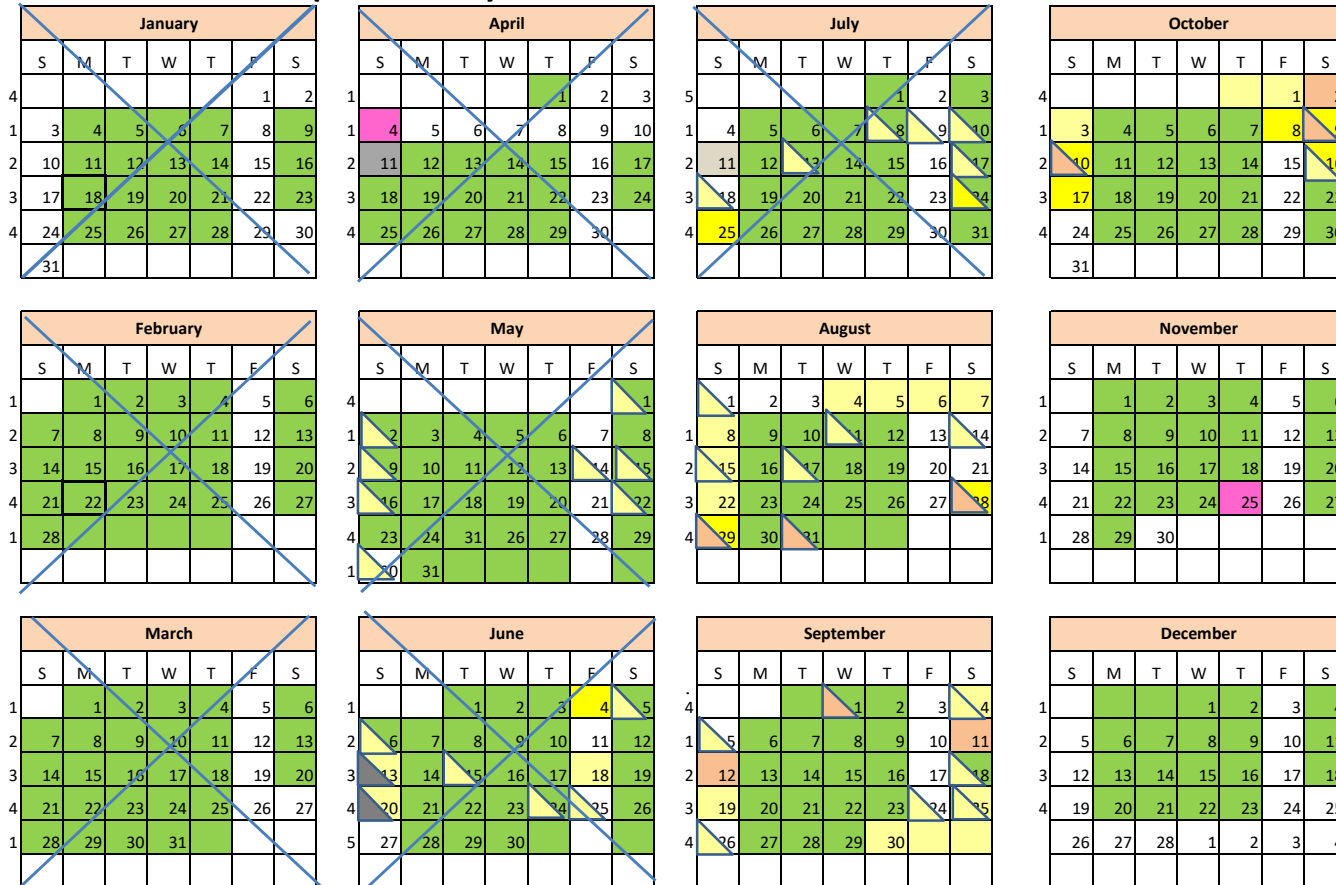 January
S M T W T F S
4 1 2
1 3 4 5 6 7 8 9
2 10 11 12 13 14 15 16
3 17 18 19 20 21 22 23
4 24 25 26 27 28 29 30
31
April
S M T W T F S
1 1 2 3
1 4 5 6 7 8 9 10
2 11 12 13 14 15 16 17
3 18 19 20 21 22 23 24
4 25 26 27 28 29 30
July
S M T W T F S
5 1 2 3
1 4 5 6 7 8 9 10
2 11 12 13 14 15 16 17
3 18 19 20 21 22 23 24
4 25 26 27 28 29 30 31
October
S M T W T F S
4 1
1 3 4 5 6 7 8
2 10 11 12 13 14 15
3 17 18 19 20 21 22
4 24 25 26 27 28 29
31
February
S M T W T F S
1 1 2 3 4 5 6
2 7 8 9 10 11 12 13
3 14 15 16 17 18 19 20
4 21 22 23 24 25 26 27
1 28
May
S M T W T F S
4 1
1 2 3 4 5 6 7 8
2 9 10 11 12 13 14 15
3 16 17 18 19 20 21 22
4 23 24 31 26 27 28 29
1 30 31
August
S M T W T F S
1 2 3 4 5 6 7
1 8 9 10 11 12 13 14
2 15 16 17 18 19 20 21
3 22 23 24 25 26 27 28
4 29 30 31
November
S M T W T F S
1 1 2 3 4 5
2 7 8 9 10 11 12
3 14 15 16 17 18 19
4 21 22 23 24 25 26
1 28 29 30
March
S M T W T F S
1 1 2 3 4 5 6
2 7 8 9 10 11 12 13
3 14 15 16 17 18 19 20
4 21 22 23 24 25 26 27
1 28 29 30 31
June
S M T W T F S
1 1 2 3 4 5
2 6 7 8 9 10 11 12
3 13 14 15 16 17 18 19
4 20 21 22 23 24 25 26
5 27 28 29 30
September
S M T W T F S
4 1 2 3 4
1 5 6 7 8 9 10 11
2 12 13 14 15 16 17 18
3 19 20 21 22 23 24 25
4 26 27 28 29 30
December
S M T W T F S
1 1 2 3
2 5 6 7 8 9 10
3 12 13 14 15 16 17
4 19 20 21 22 23 24
26 27 28 1 2 3